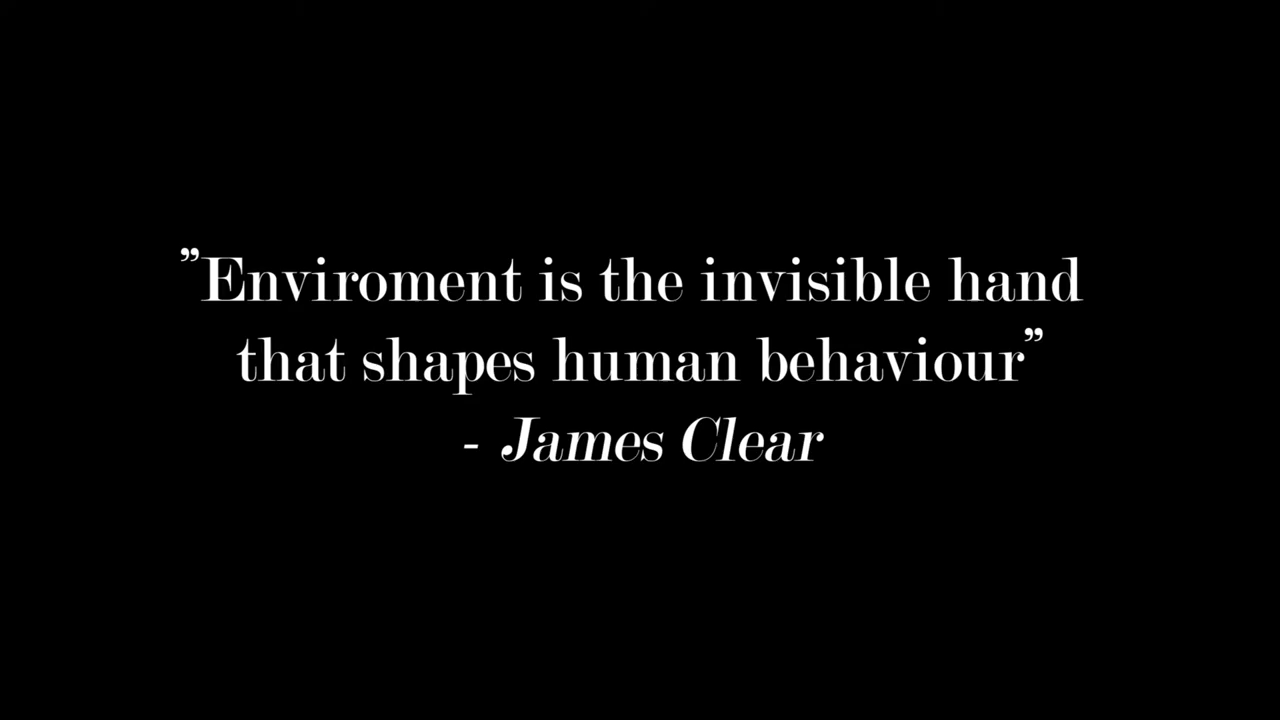 ”Enviroment is the invisible hand
that shapes human behaviour”
- James Clear